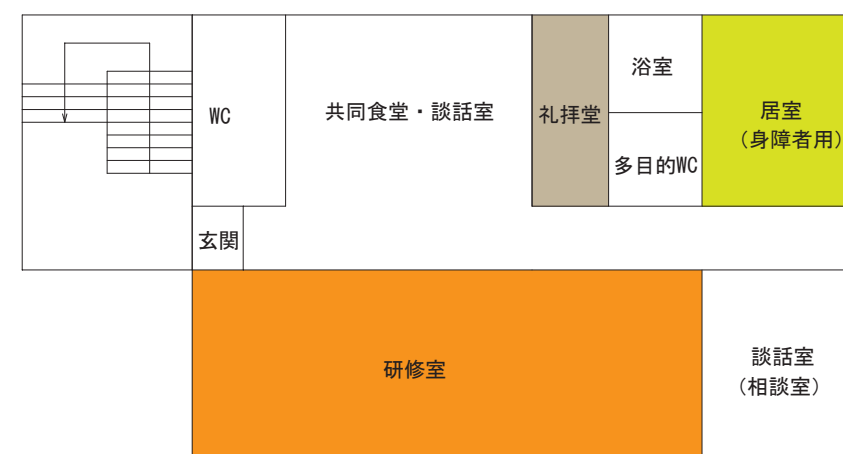 浴室
WC
共同食堂・談話室
礼拝堂
居室
（身障者用）
多目的WC
玄関
研修室
談話室
（相談室）